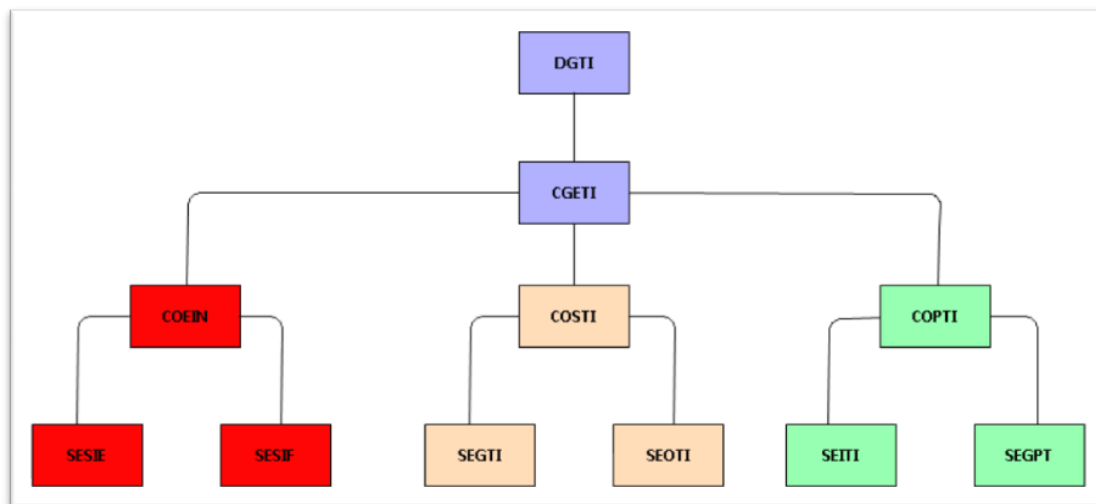 DGTI
CGETI
COEIN
COSTI
COPTI
SESIE
SESIF
SEGTI
SEOTI
SEITI
SEGPT